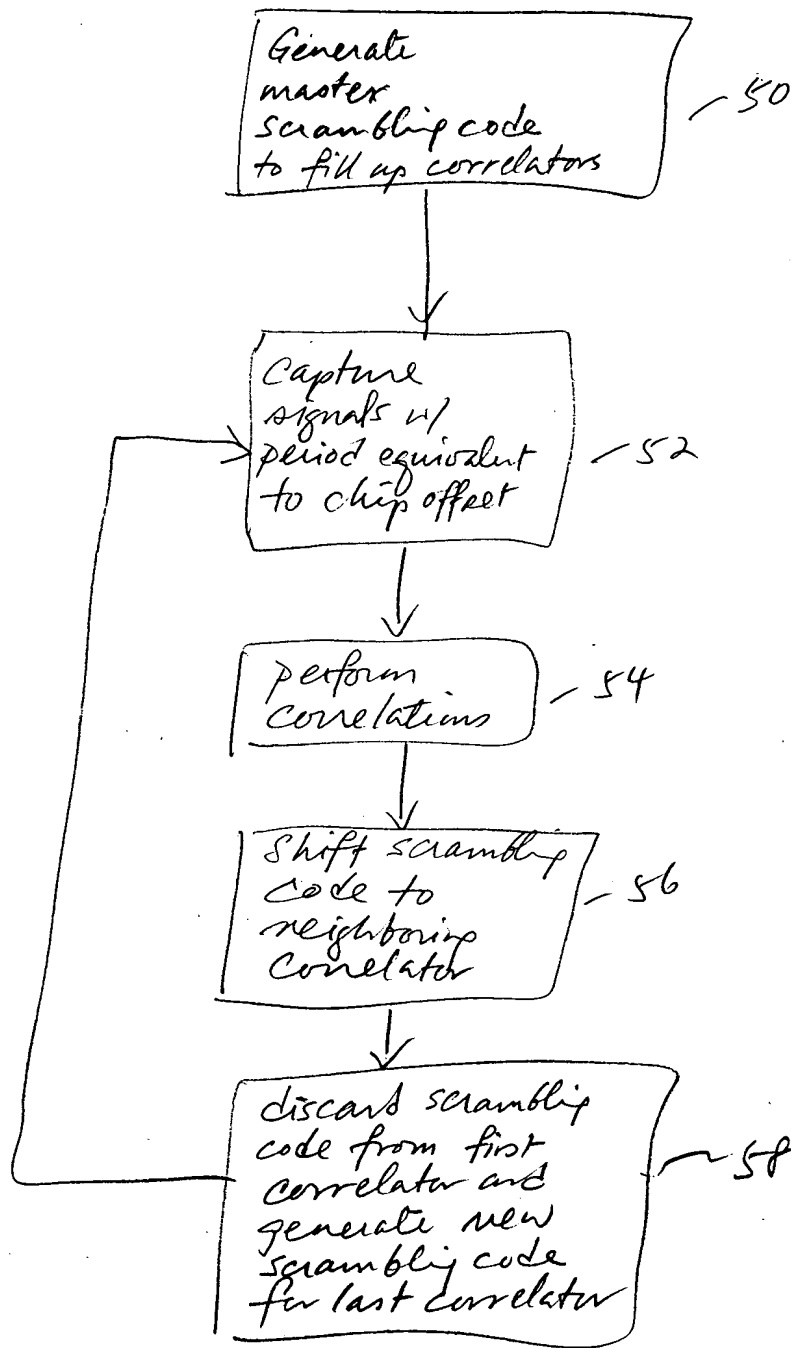 Generate
master
scrambling code
to fill up correlators
50
Capture
signals w/
period equivalent
to chip offset
52
perform
correlations
54
Shift scrambling
code to
neighboring
correlator
56
discard scrambling
code from first
correlator and
generate new
scrambling code
for last correlator
58